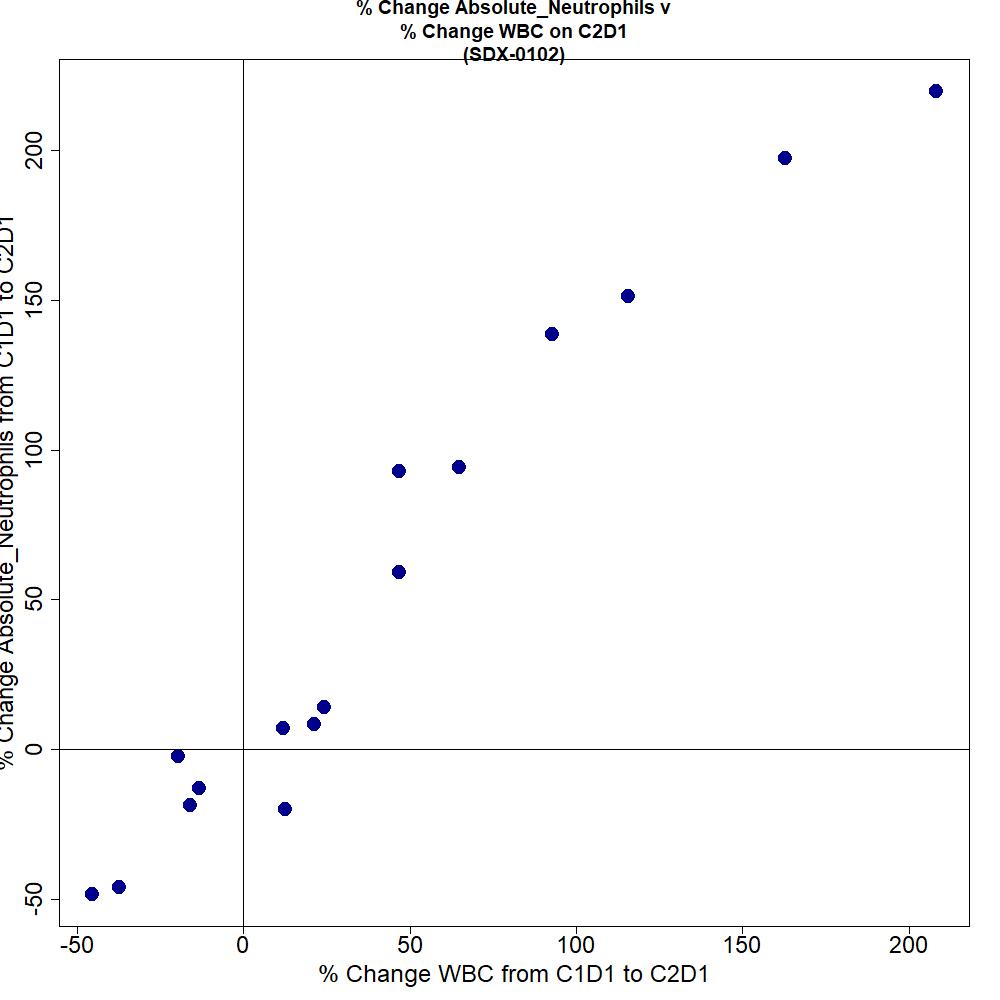 % Change Absolute_Neutrophils v
% Change WBC on C2D1
(SDX-0102)
% Change Absolute_Neutrophils from C1D1 to C2D1
200
150
100
50
0
-50
-50 0 50 100 150 200
% Change WBC from C1D1 to C2D1